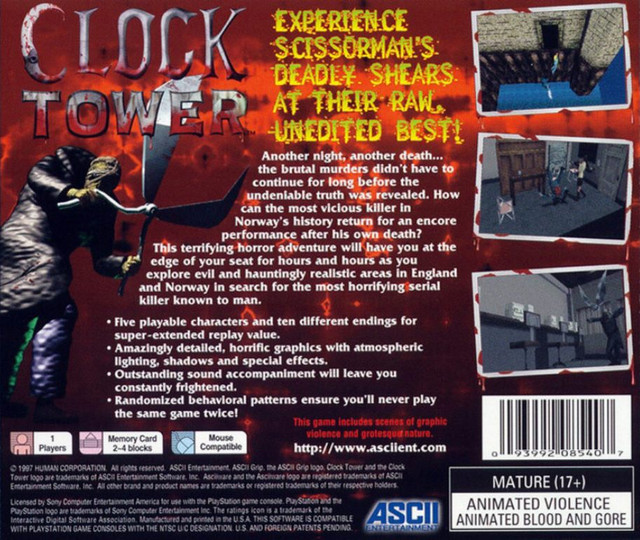 CLOCK
TOWER
EXPERIENCE
SCISSORMAN'S
DEADLY SHEARS
AT THEIR RAW,
UNEDITED BEST!
Another night, another death...
the brutal murders didn't have to
continue for long before the
undeniable truth was revealed. How
can the most vicious killer in
Norway's history return for an encore
performance after his own death?
This terrifying horror adventure will have you at the
edge of your seat for hours and hours as you
explore evil and hauntingly realistic areas in England
and Norway in search for the most horrifying serial
killer known to man.
• Five playable characters and ten different endings for
super-extended replay value.
• Amazingly detailed, horrific graphics with atmospheric
lighting, shadows and special effects.
• Outstanding sound accompaniment will leave you
constantly frightened.
• Randomized behavioral patterns ensure you'll never play
the same game twice!
This game includes scenes of graphic
violence and grotesque nature.
http://www.asciient.com
1
Players
Memory Card
2-4 blocks
Mouse
Compatible
0 73992 08540 7
© 1997 HUMAN CORPORATION. All rights reserved. ASCII Entertainment, ASCII Grip, the ASCII Grip logo, Clock Tower and the Clock
Tower logo are trademarks of ASCII Entertainment Software, Inc. Asciiware and the Asciiware logo are registered trademarks of ASCII
Entertainment Software, Inc. All other brand and product names are trademarks or registered trademarks of their respective holders.
Licensed by Sony Computer Entertainment America for use with the PlayStation game console. PlayStation and the
PlayStation logo are trademarks of Sony Computer Entertainment Inc. The ratings icon is a trademark of the
Interactive Digital Software Association. Manufactured and printed in the U.S.A. THIS SOFTWARE IS COMPATIBLE
WITH PLAYSTATION GAME CONSOLES WITH THE NTSC U/C DESIGNATION. U.S. AND FOREIGN PATENTS PENDING.
ASCII
ENTERTAINMENT
MATURE (17+)
ANIMATED VIOLENCE
ANIMATED BLOOD AND GORE